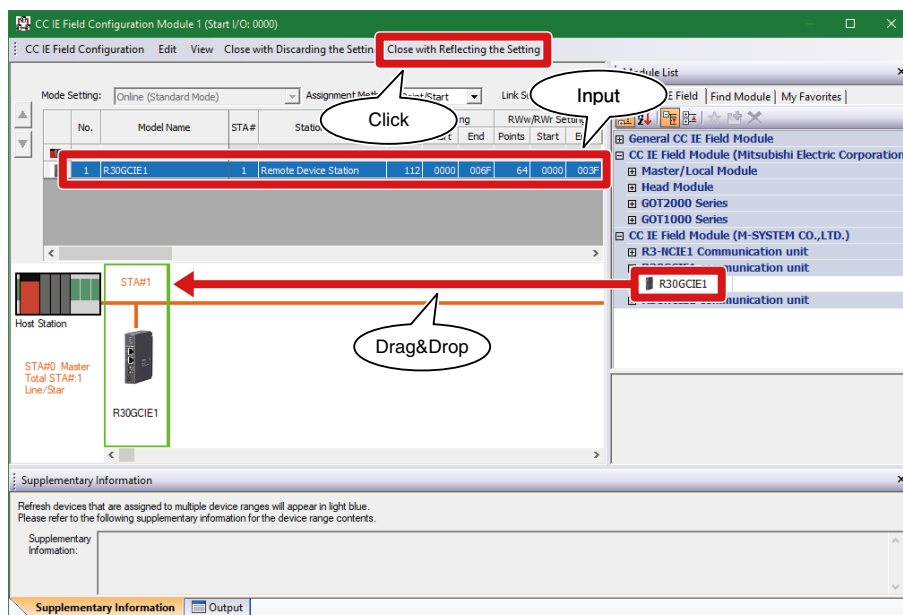 CC IE Field Configuration Module 1 (Start I/O: 0000)
CC IE Field Configuration Edit View Close with Discarding the Settin Close with Reflecting the Setting
Module List
Input
Field Find Module My Favorites
Mode Setting: Online (Standard Mode) Assignment Meth /Start Link S
Click
No. Model Name STA# Station ng RWw/RWr Setting
End Points Start E
General CC IE Field Module
CC IE Field Module (Mitsubishi Electric Corporation
1 R30GCIE1 1 Remote Device Station 112 0000 006F 64 0000 003F
Master/Local Module
Head Module
GOT2000 Series
GOT1000 Series
CC IE Field Module (M-SYSTEM CO.,LTD.)
R3-NCIE1 Communication unit
communication unit
STA#1
R30GCIE1
communication unit
Host Station
Drag&Drop
STA#0 Master
Total STA#:1
Line/Star
R30GCIE1
Supplementary Information
Refresh devices that are assigned to multiple device ranges will appear in light blue.
Please refer to the following supplementary information for the device range contents.
Supplementary
Information:
Supplementary Information Output